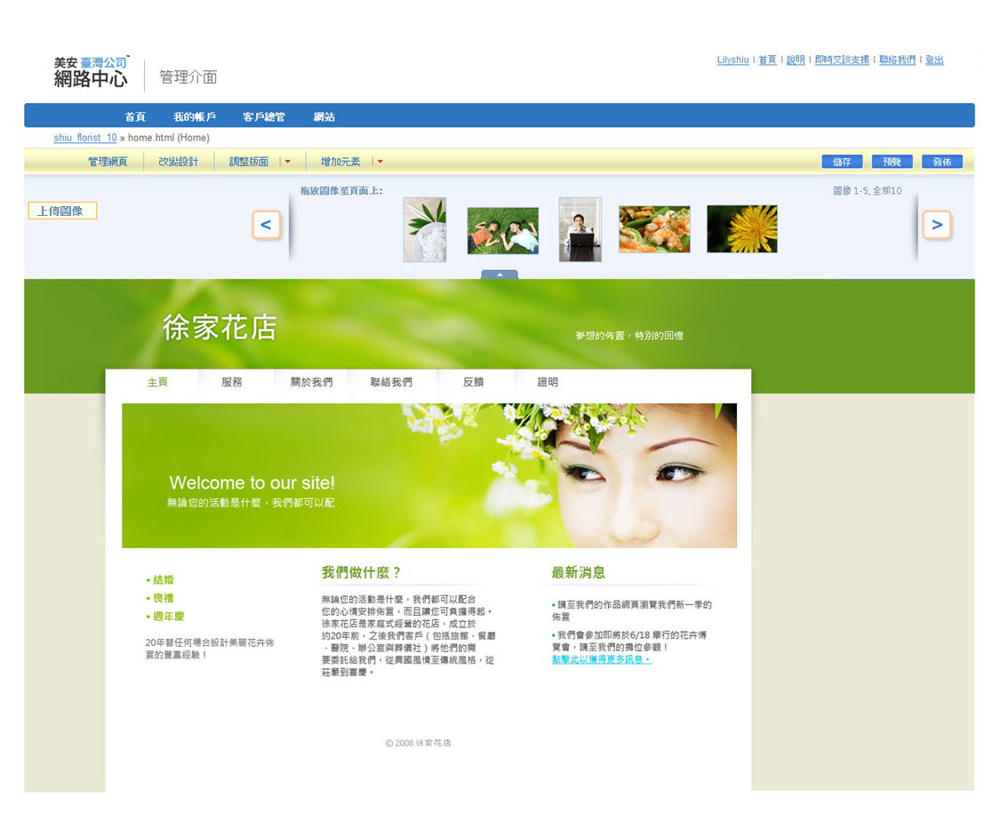 美安 臺灣公司
網路中心
管理介面
Lilyshiu | 首頁 | 說明 | 即時交談支援 | 聯絡我們 | 登出
首頁 我的帳戶 客戶總管 網站
shiu_florist_10 » home.html (Home)
管理網頁 改變設計 調整版面 增加元素 儲存 預覽 發佈
拖放圖像至頁面上:
圖像 1-5; 全部10
上傳圖像
< >
徐家花店
夢想的佈置,特別的回憶
主頁 服務 關於我們 聯絡我們 反饋 證明
Welcome to our site!
無論您的活動是什麼,我們都可以配
• 結婚
• 喪禮
• 週年慶
20年替任何場合設計美麗花卉佈
置的豐富經驗!
我們做什麼?
無論您的活動是什麼,我們都可以配合
您的心情安排佈置,而且讓您可負擔得起。
徐家花店是家庭式經營的花店,成立於
約20年前,之後我們客戶(包括旅館、餐廳
、醫院、辦公室與葬儀社)將他們的需
要委託給我們,從異國風情至傳統風格,從
莊嚴到喜慶。
最新消息
• 請至我們的作品網頁瀏覽我們新一季的
佈置
• 我們會參加即將於6/18 舉行的花卉博
覽會,請至我們的攤位參觀!
點擊此以獲得更多訊息。
© 2008 徐家花店